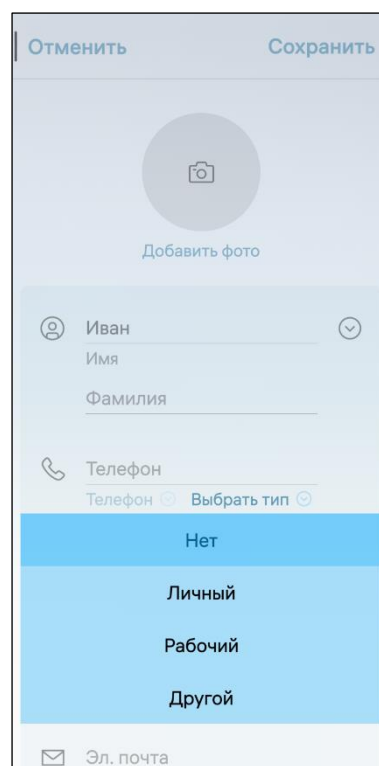 Отменить Сохранить
Добавить фото
Иван
Имя
Фамилия
Телефон
Телефон Выбрать тип
Нет
Личный
Рабочий
Другой
Эл. почта